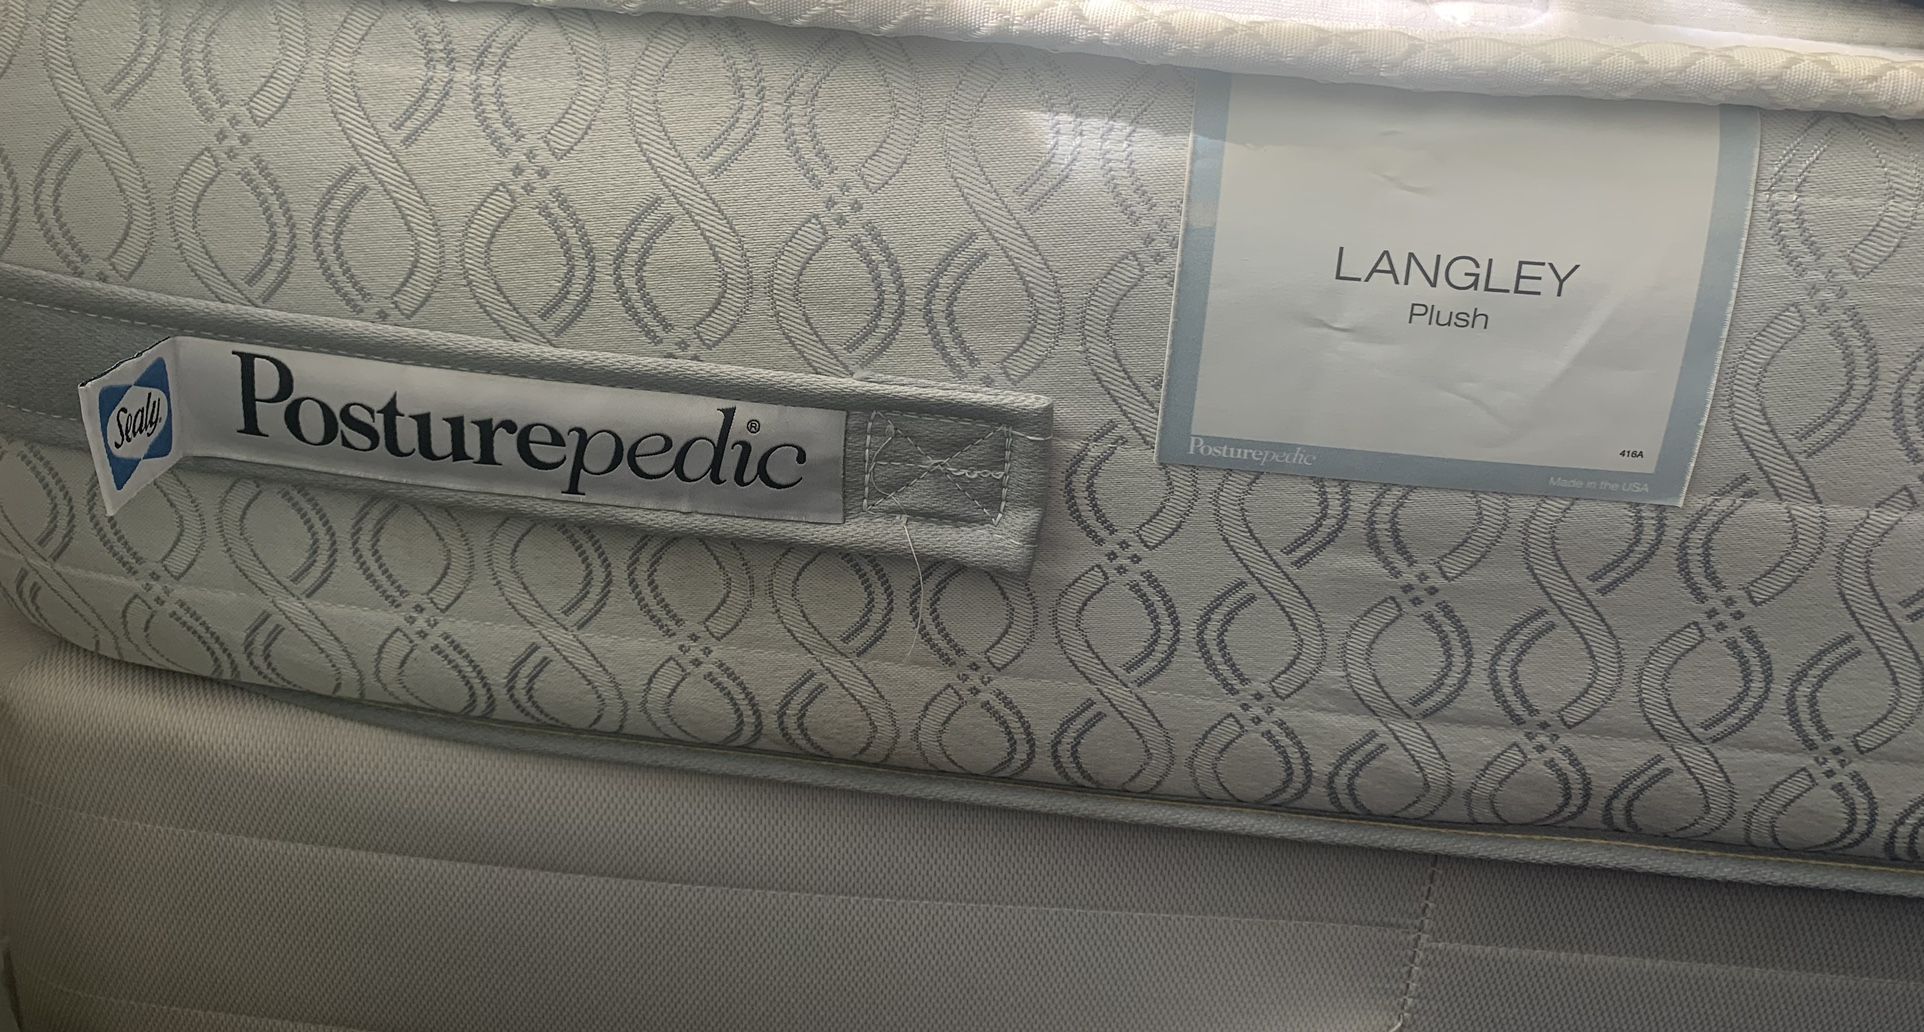 Sealy
Posturepedic®
LANGLEY
Plush
Posturepedic
416A
Made in the USA